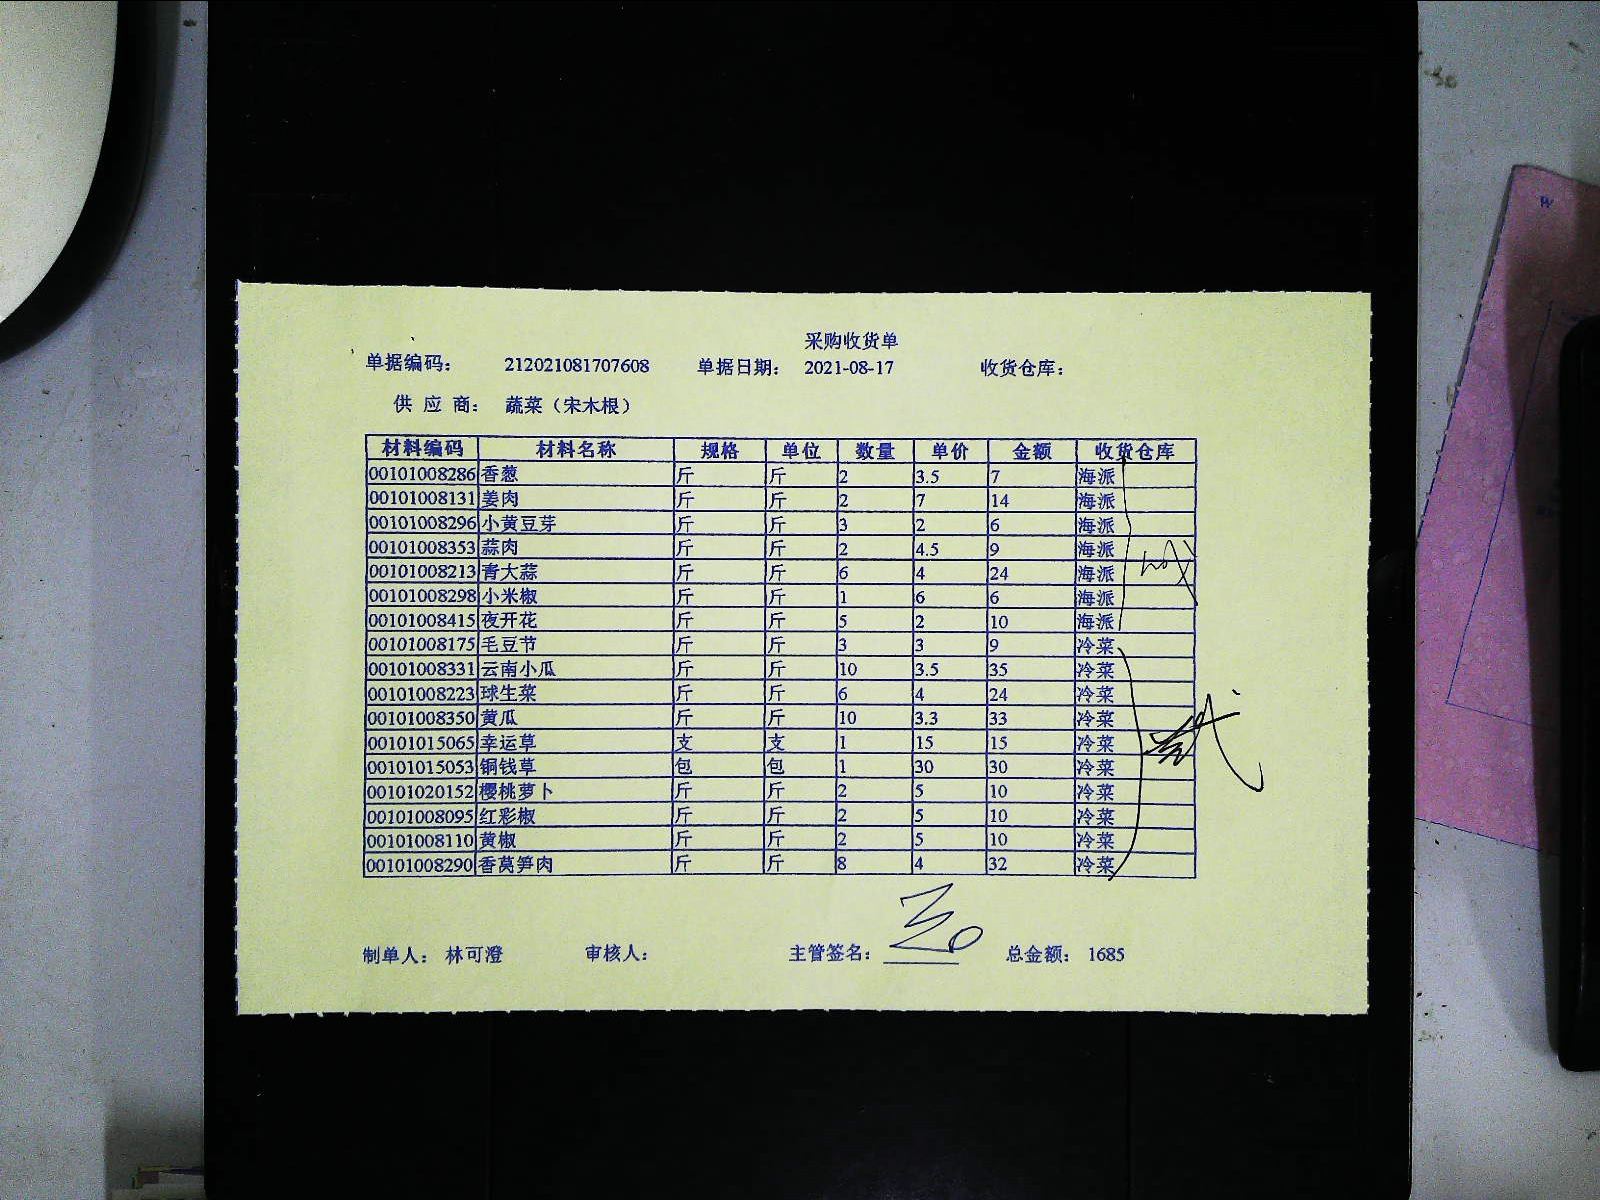 采购收货单
单据编码： 212021081707608 单据日期： 2021-08-17 收货仓库：
供 应 商： 蔬菜（宋木根）
材料编码 材料名称 规格 单位 数量 单价 金额 收货仓库
00101008286 香葱 斤 斤 2 3.5 7 海派
00101008131 姜肉 斤 斤 2 7 14 海派
00101008296 小黄豆芽 斤 斤 3 2 6 海派
00101008353 蒜肉 斤 斤 2 4.5 9 海派
00101008213 青大蒜 斤 斤 6 4 24 海派
00101008298 小米椒 斤 斤 1 6 6 海派
00101008415 夜开花 斤 斤 5 2 10 海派
00101008175 毛豆节 斤 斤 3 3 9 冷菜
00101008331 云南小瓜 斤 斤 10 3.5 35 冷菜
00101008223 球生菜 斤 斤 6 4 24 冷菜
00101008350 黄瓜 斤 斤 10 3.3 33 冷菜
00101015065 幸运草 支 支 1 15 15 冷菜
00101015053 铜钱草 包 包 1 30 30 冷菜
00101020152 樱桃萝卜 斤 斤 2 5 10 冷菜
00101008095 红彩椒 斤 斤 2 5 10 冷菜
00101008110 黄椒 斤 斤 2 5 10 冷菜
00101008290 香莴笋肉 斤 斤 8 4 32 冷菜
制单人： 林可澄 审核人： 主管签名： 总金额： 1685
W